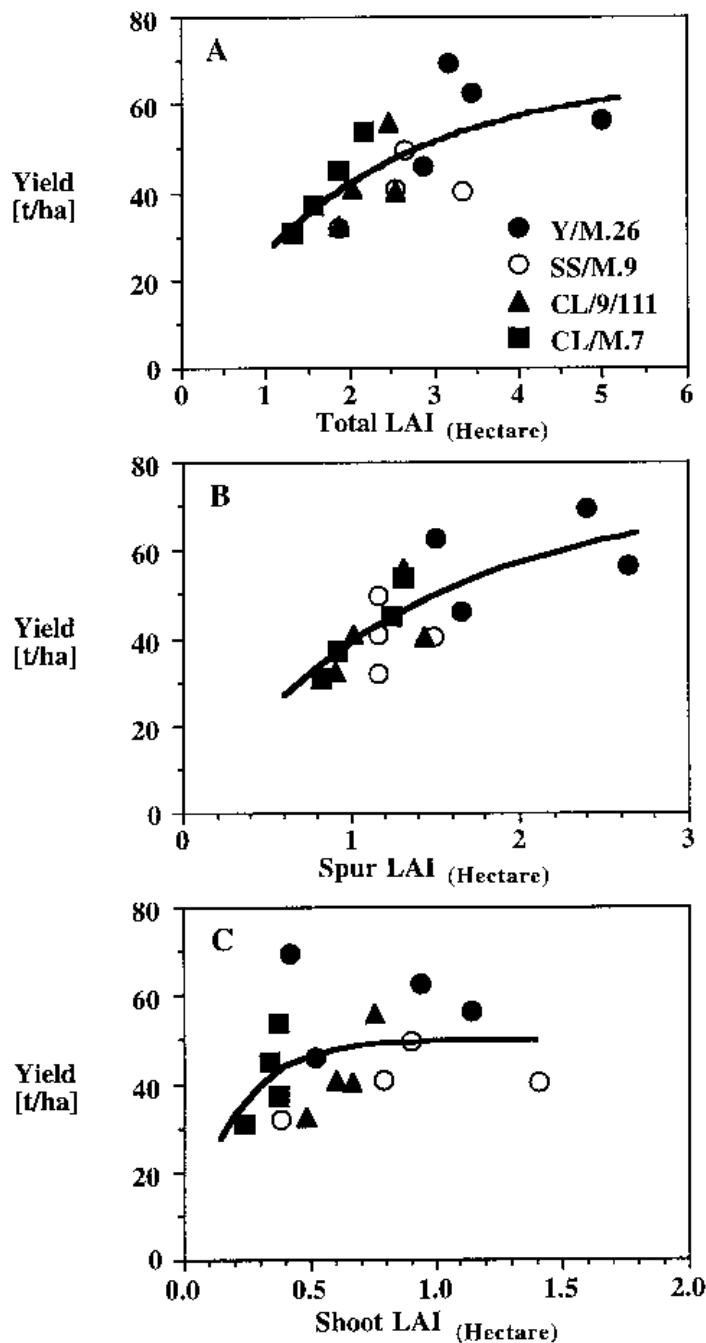 80
A
60
Yield
[t/ha]
40
20
0
Y/M.26
SS/M.9
CL/9/111
CL/M.7
0 1 2 3 4 5 6
Total LAI (Hectare)
80
B
60
Yield
[t/ha]
40
20
0
0 1 2 3
Spur LAI (Hectare)
80
C
60
Yield
[t/ha]
40
20
0
0.0 0.5 1.0 1.5 2.0
Shoot LAI (Hectare)